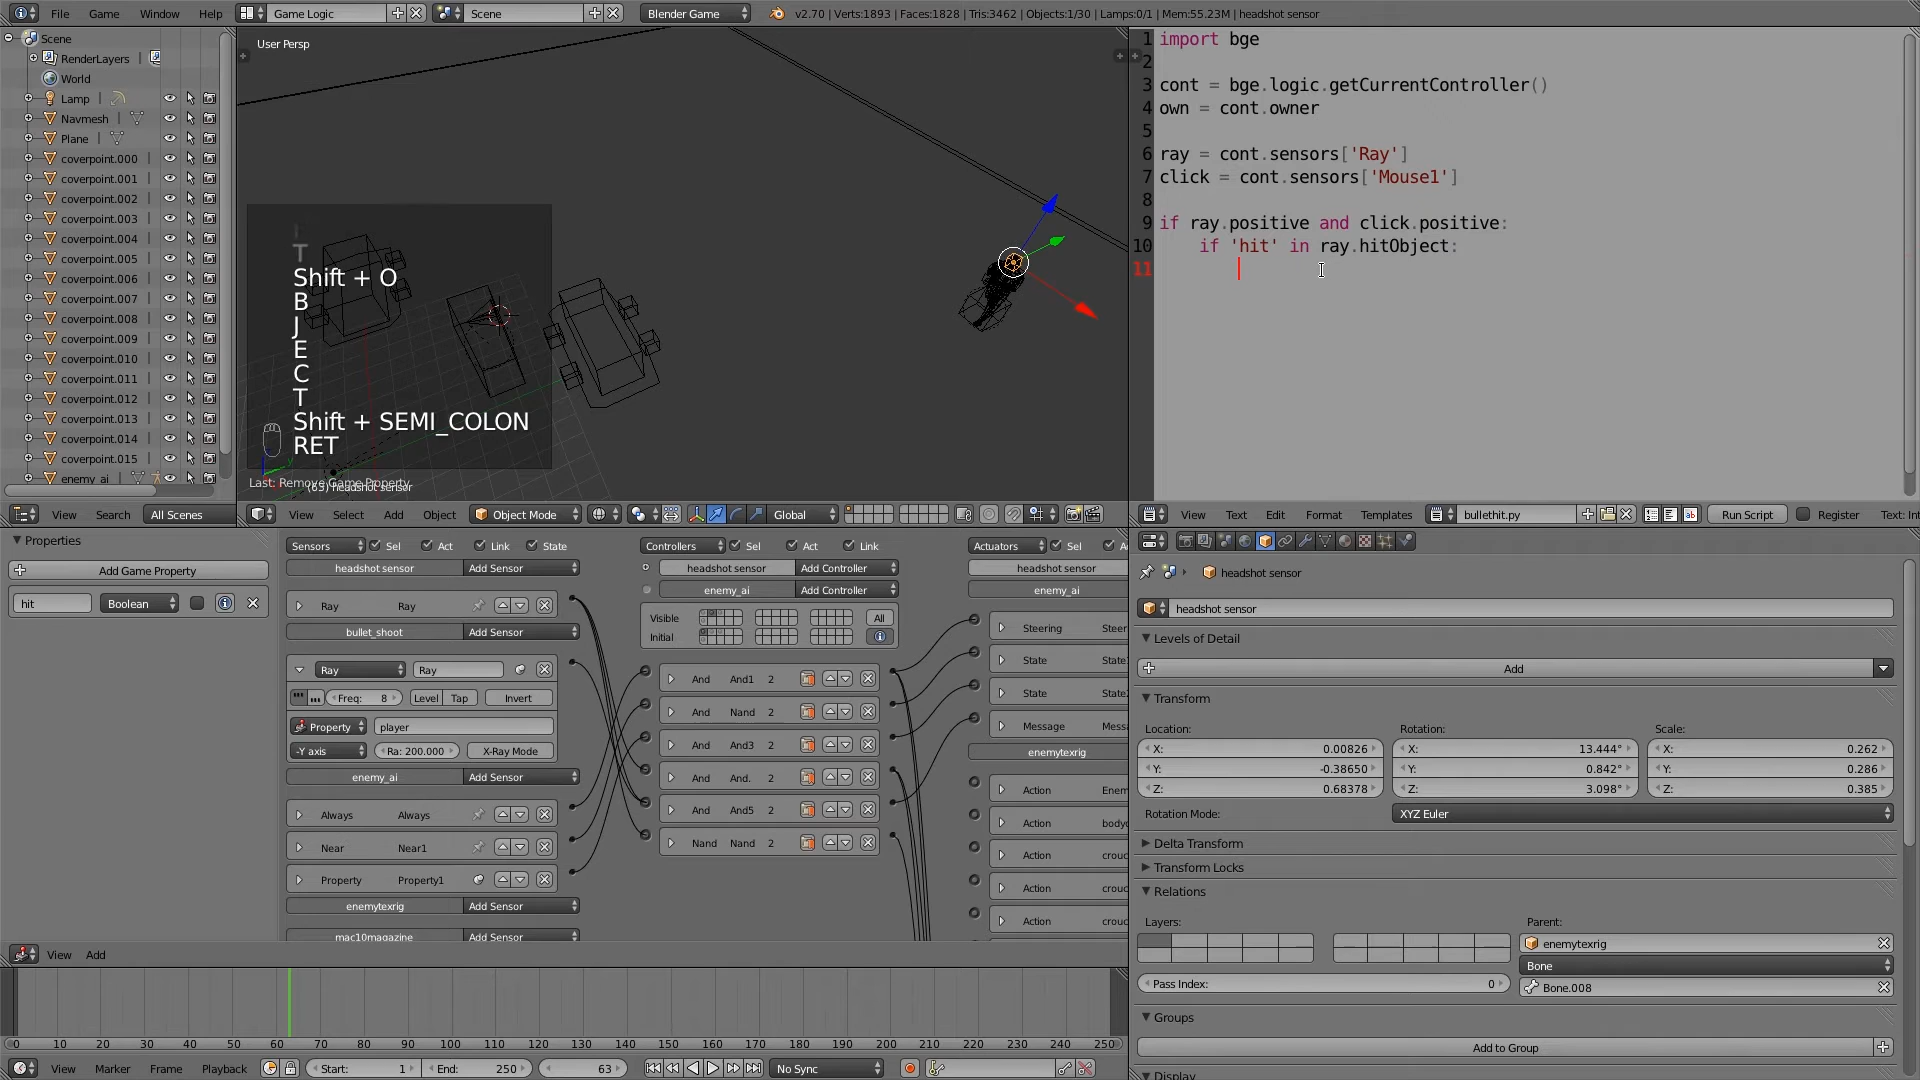 File Game Window Help Game Logic Scene Blender Game v2.70 | Verts:1893 | Faces:1828 | Tris:3462 | Objects:1/30 | Lamps:0/1 | Mem:55.23M | headshot sensor
Scene
RenderLayers |
World
Lamp |
Navmesh |
Plane |
coverpoint.000 |
coverpoint.001 |
coverpoint.002 |
coverpoint.003 |
coverpoint.004 |
coverpoint.005 |
coverpoint.006 |
coverpoint.007 |
coverpoint.008 |
coverpoint.009 |
coverpoint.010 |
coverpoint.011 |
coverpoint.012 |
coverpoint.013 |
coverpoint.014 |
coverpoint.015 |
enemy_ai |
View Search All Scenes
User Persp
T
Shift + O
B
J
E
C
T
Shift + SEMI_COLON
RET
Last: Remove Game Property
(63) headshot sensor
View Select Add Object Object Mode Global
1 import bge
2
3 cont = bge.logic.getCurrentController()
4 own = cont.owner
5
6 ray = cont.sensors['Ray']
7 click = cont.sensors['Mouse1']
8
9 if ray.positive and click.positive:
10 if 'hit' in ray.hitObject:
11
View Text Edit Format Templates bullethit.py Run Script Register Text: Int
Properties
Add Game Property
hit Boolean
Sensors Sel Act Link State
headshot sensor Add Sensor
Ray Ray
bullet_shoot Add Sensor
Ray Ray
Freq: 8 Level Tap Invert
Property player
-Y axis Ra: 200.000 X-Ray Mode
enemy_ai Add Sensor
Always Always
Near Near1
Property Property1
enemytexrig Add Sensor
mac10magazine Add Sensor
Controllers Sel Act Link
headshot sensor Add Controller
enemy_ai Add Controller
Visible All
Initial
And And1 2
And Nand 2
And And3 2
And And. 2
And And5 2
Nand Nand 2
Actuators Sel
headshot sensor
enemy_ai
Steering Steer
State State
State State
Message Mess
enemytexrig
Action Enem
Action body
Action crouc
Action crouc
Action crouc
View Add
0 10 20 30 40 50 60 70 80 90 100 110 120 130 140 150 160 170 180 190 200 210 220 230 240 250
View Marker Frame Playback Start: 1 End: 250 63 No Sync
headshot sensor
headshot sensor
Levels of Detail
Add
Transform
Location: Rotation: Scale:
X: 0.00826 X: 13.444° X: 0.262
Y: -0.38650 Y: 0.842° Y: 0.286
Z: 0.68378 Z: 3.098° Z: 0.385
Rotation Mode: XYZ Euler
Delta Transform
Transform Locks
Relations
Layers: Parent:
enemytexrig
Bone
Pass Index: 0 Bone.008
Groups
Add to Group
Display